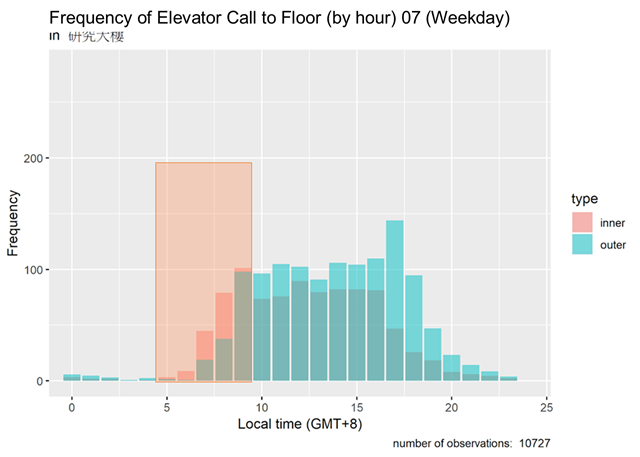 Frequency of Elevator Call to Floor (by hour) 07 (Weekday)
in 研究大樓
200
100
0
Frequency
0 5 10 15 20 25
Local time (GMT+8)
type
inner
outer
number of observations: 10727